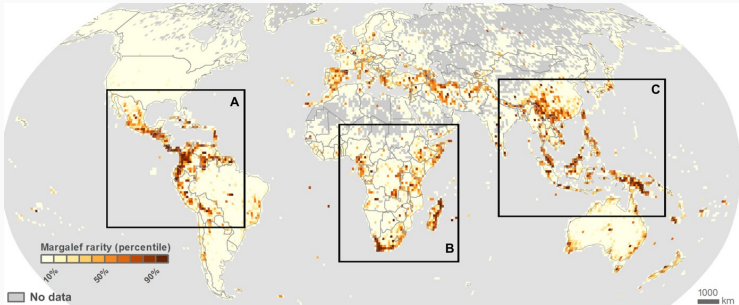 A
C
B
Margalef rarity (percentile)
10%
50%
90%
No data
1000
km